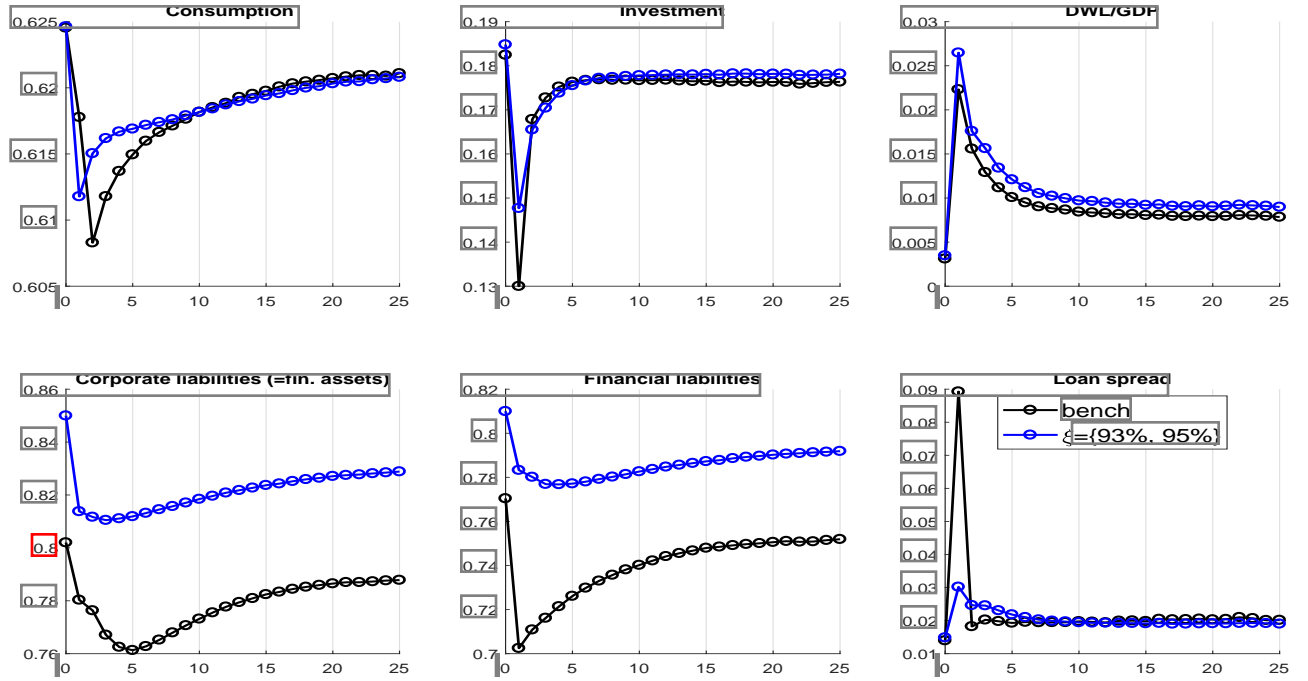 Consumption
0.625
0.62
0.615
0.61
0.605
0 5 10 15 20 25
Investment
0.19
0.18
0.17
0.16
0.15
0.14
0.13
0 5 10 15 20 25
DWL/GDP
0.03
0.025
0.02
0.015
0.01
0.005
0
0 5 10 15 20 25
Corporate liabilities (=fin. assets)
0.86
0.84
0.82
0.8
0.78
0.76
0 5 10 15 20 25
Financial liabilities
0.82
0.8
0.78
0.76
0.74
0.72
0.7
0 5 10 15 20 25
Loan spread
0.09
0.08
0.07
0.06
0.05
0.04
0.03
0.02
0.01
0 5 10 15 20 25
bench
ξ={93%, 95%}